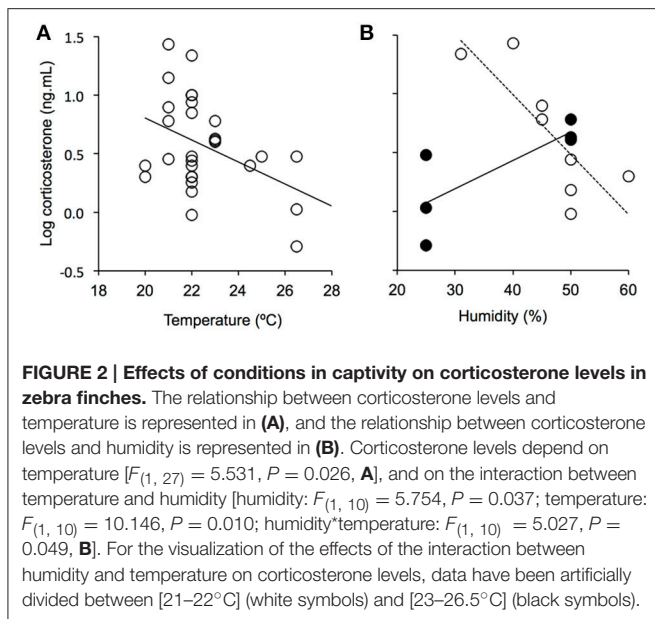 A
B
1.5
1.0
0.5
0.0
-0.5
Log corticosterone (ng.mL)
18 20 22 24 26 28
Temperature (ºC)
20 30 40 50 60
Humidity (%)
FIGURE 2 | Effects of conditions in captivity on corticosterone levels in
zebra finches. The relationship between corticosterone levels and
temperature is represented in (A), and the relationship between corticosterone
levels and humidity is represented in (B). Corticosterone levels depend on
temperature [F(1, 27) = 5.531, P = 0.026, A], and on the interaction between
temperature and humidity [humidity: F(1, 10) = 5.754, P = 0.037; temperature:
F(1, 10) = 10.146, P = 0.010; humidity*temperature: F(1, 10) = 5.027, P =
0.049, B]. For the visualization of the effects of the interaction between
humidity and temperature on corticosterone levels, data have been artificially
divided between [21–22°C] (white symbols) and [23–26.5°C] (black symbols).